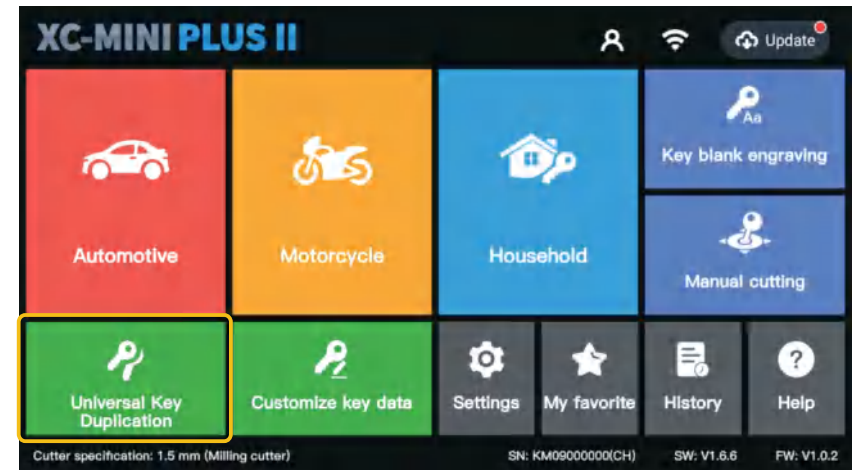 XC-MINI PLUS II
Update
Aa
Key blank engraving
Automotive
Motorcycle
Household
Manual cutting
Universal Key
Duplication
Customize key data
Settings
My favorite
History
?
Help
Cutter specification: 1.5 mm (Milling cutter)
SN: KM09000000(CH)
SW: V1.6.6
FW: V1.0.2